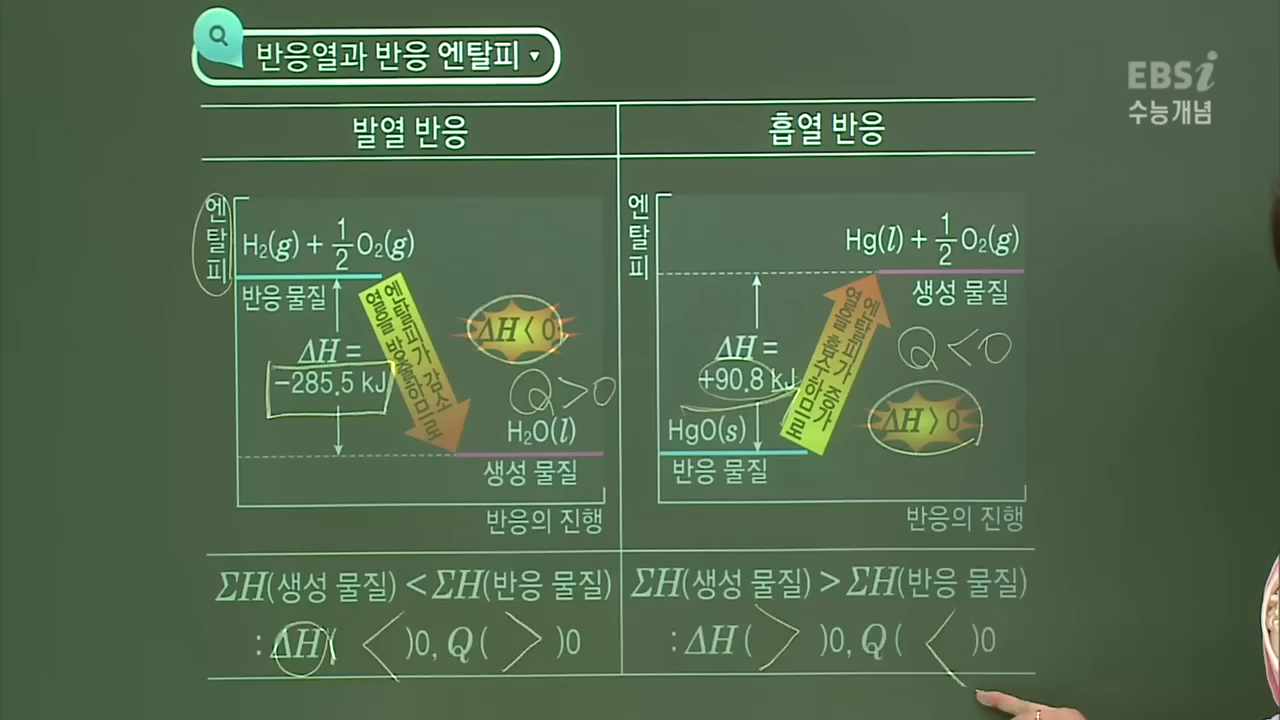 반응열과 반응 엔탈피
EBSi
수능개념
발열 반응
흡열 반응
엔탈피
H₂(g) + 1/2 O₂(g)
반응 물질
ΔH =
−285.5 kJ
엔탈피가 감소
열을 방출하므로
ΔH < 0
Q > 0
H₂O(l)
생성 물질
반응의 진행
엔탈피
Hg(l) + 1/2 O₂(g)
생성 물질
ΔH =
+90.8 kJ
엔탈피가 증가
열을 흡수하므로
Q < 0
ΔH > 0
HgO(s)
반응 물질
반응의 진행
ΣH(생성 물질) < ΣH(반응 물질)
: ΔH( < )0, Q( > )0
ΣH(생성 물질) > ΣH(반응 물질)
: ΔH( > )0, Q( < )0